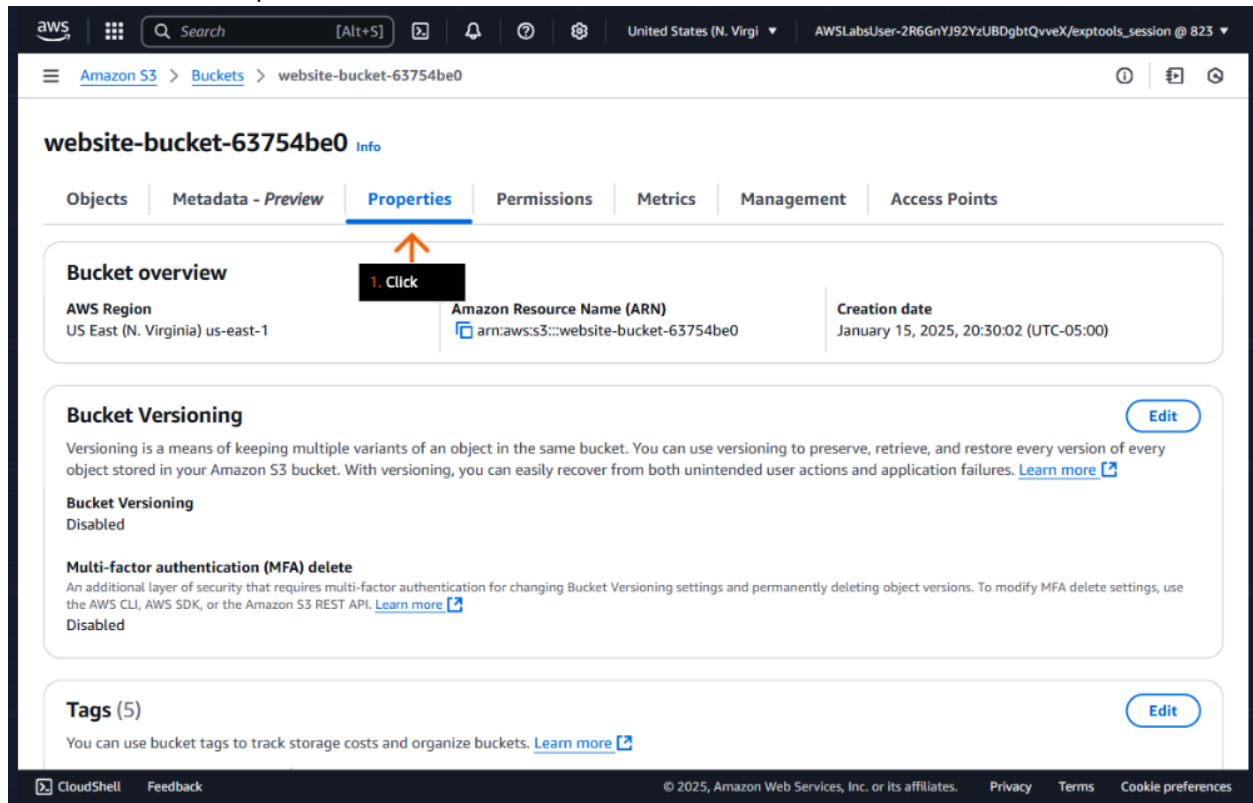 aws
Search [Alt+S]
United States (N. Virgi ▼
AWSLabsUser-2R6GnYJ92YzUBDgbtQvveX/exptools_session @ 823 ▼
Amazon S3 > Buckets > website-bucket-63754be0
website-bucket-63754be0 Info
Objects Metadata - Preview Properties Permissions Metrics Management Access Points
1. Click
Bucket overview
AWS Region
US East (N. Virginia) us-east-1
Amazon Resource Name (ARN)
arn:aws:s3:::website-bucket-63754be0
Creation date
January 15, 2025, 20:30:02 (UTC-05:00)
Bucket Versioning
Edit
Versioning is a means of keeping multiple variants of an object in the same bucket. You can use versioning to preserve, retrieve, and restore every version of every
object stored in your Amazon S3 bucket. With versioning, you can easily recover from both unintended user actions and application failures. Learn more
Bucket Versioning
Disabled
Multi-factor authentication (MFA) delete
An additional layer of security that requires multi-factor authentication for changing Bucket Versioning settings and permanently deleting object versions. To modify MFA delete settings, use
the AWS CLI, AWS SDK, or the Amazon S3 REST API. Learn more
Disabled
Tags (5)
Edit
You can use bucket tags to track storage costs and organize buckets. Learn more
CloudShell Feedback © 2025, Amazon Web Services, Inc. or its affiliates. Privacy Terms Cookie preferences